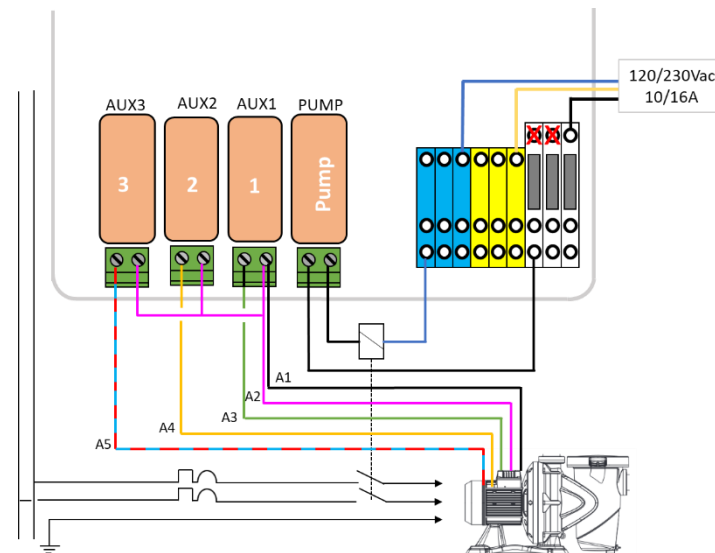 120/230Vac
10/16A
AUX3 AUX2 AUX1 PUMP
3 2 1 Pump
A1
A2
A3
A4
A5